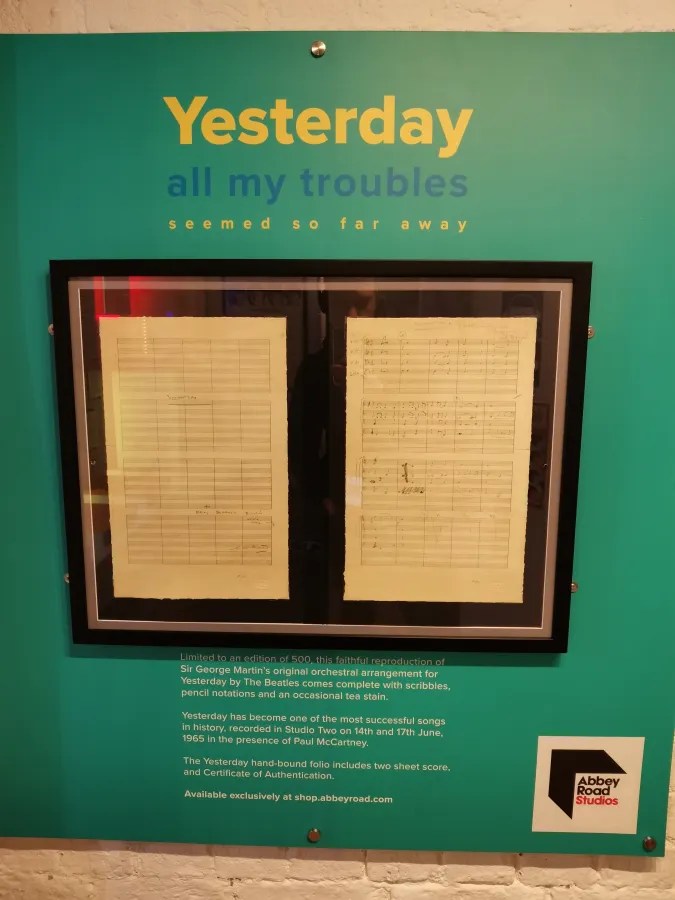 Yesterday
all my troubles
seemed so far away
Limited to an edition of 500, this faithful reproduction of
Sir George Martin's original orchestral arrangement for
Yesterday by The Beatles comes complete with scribbles,
pencil notations and an occasional tea stain.
Yesterday has become one of the most successful songs
in history, recorded in Studio Two on 14th and 17th June,
1965 in the presence of Paul McCartney.
The Yesterday hand-bound folio includes two sheet score,
and Certificate of Authentication.
Available exclusively at shop.abbeyroad.com
Abbey
Road
Studios